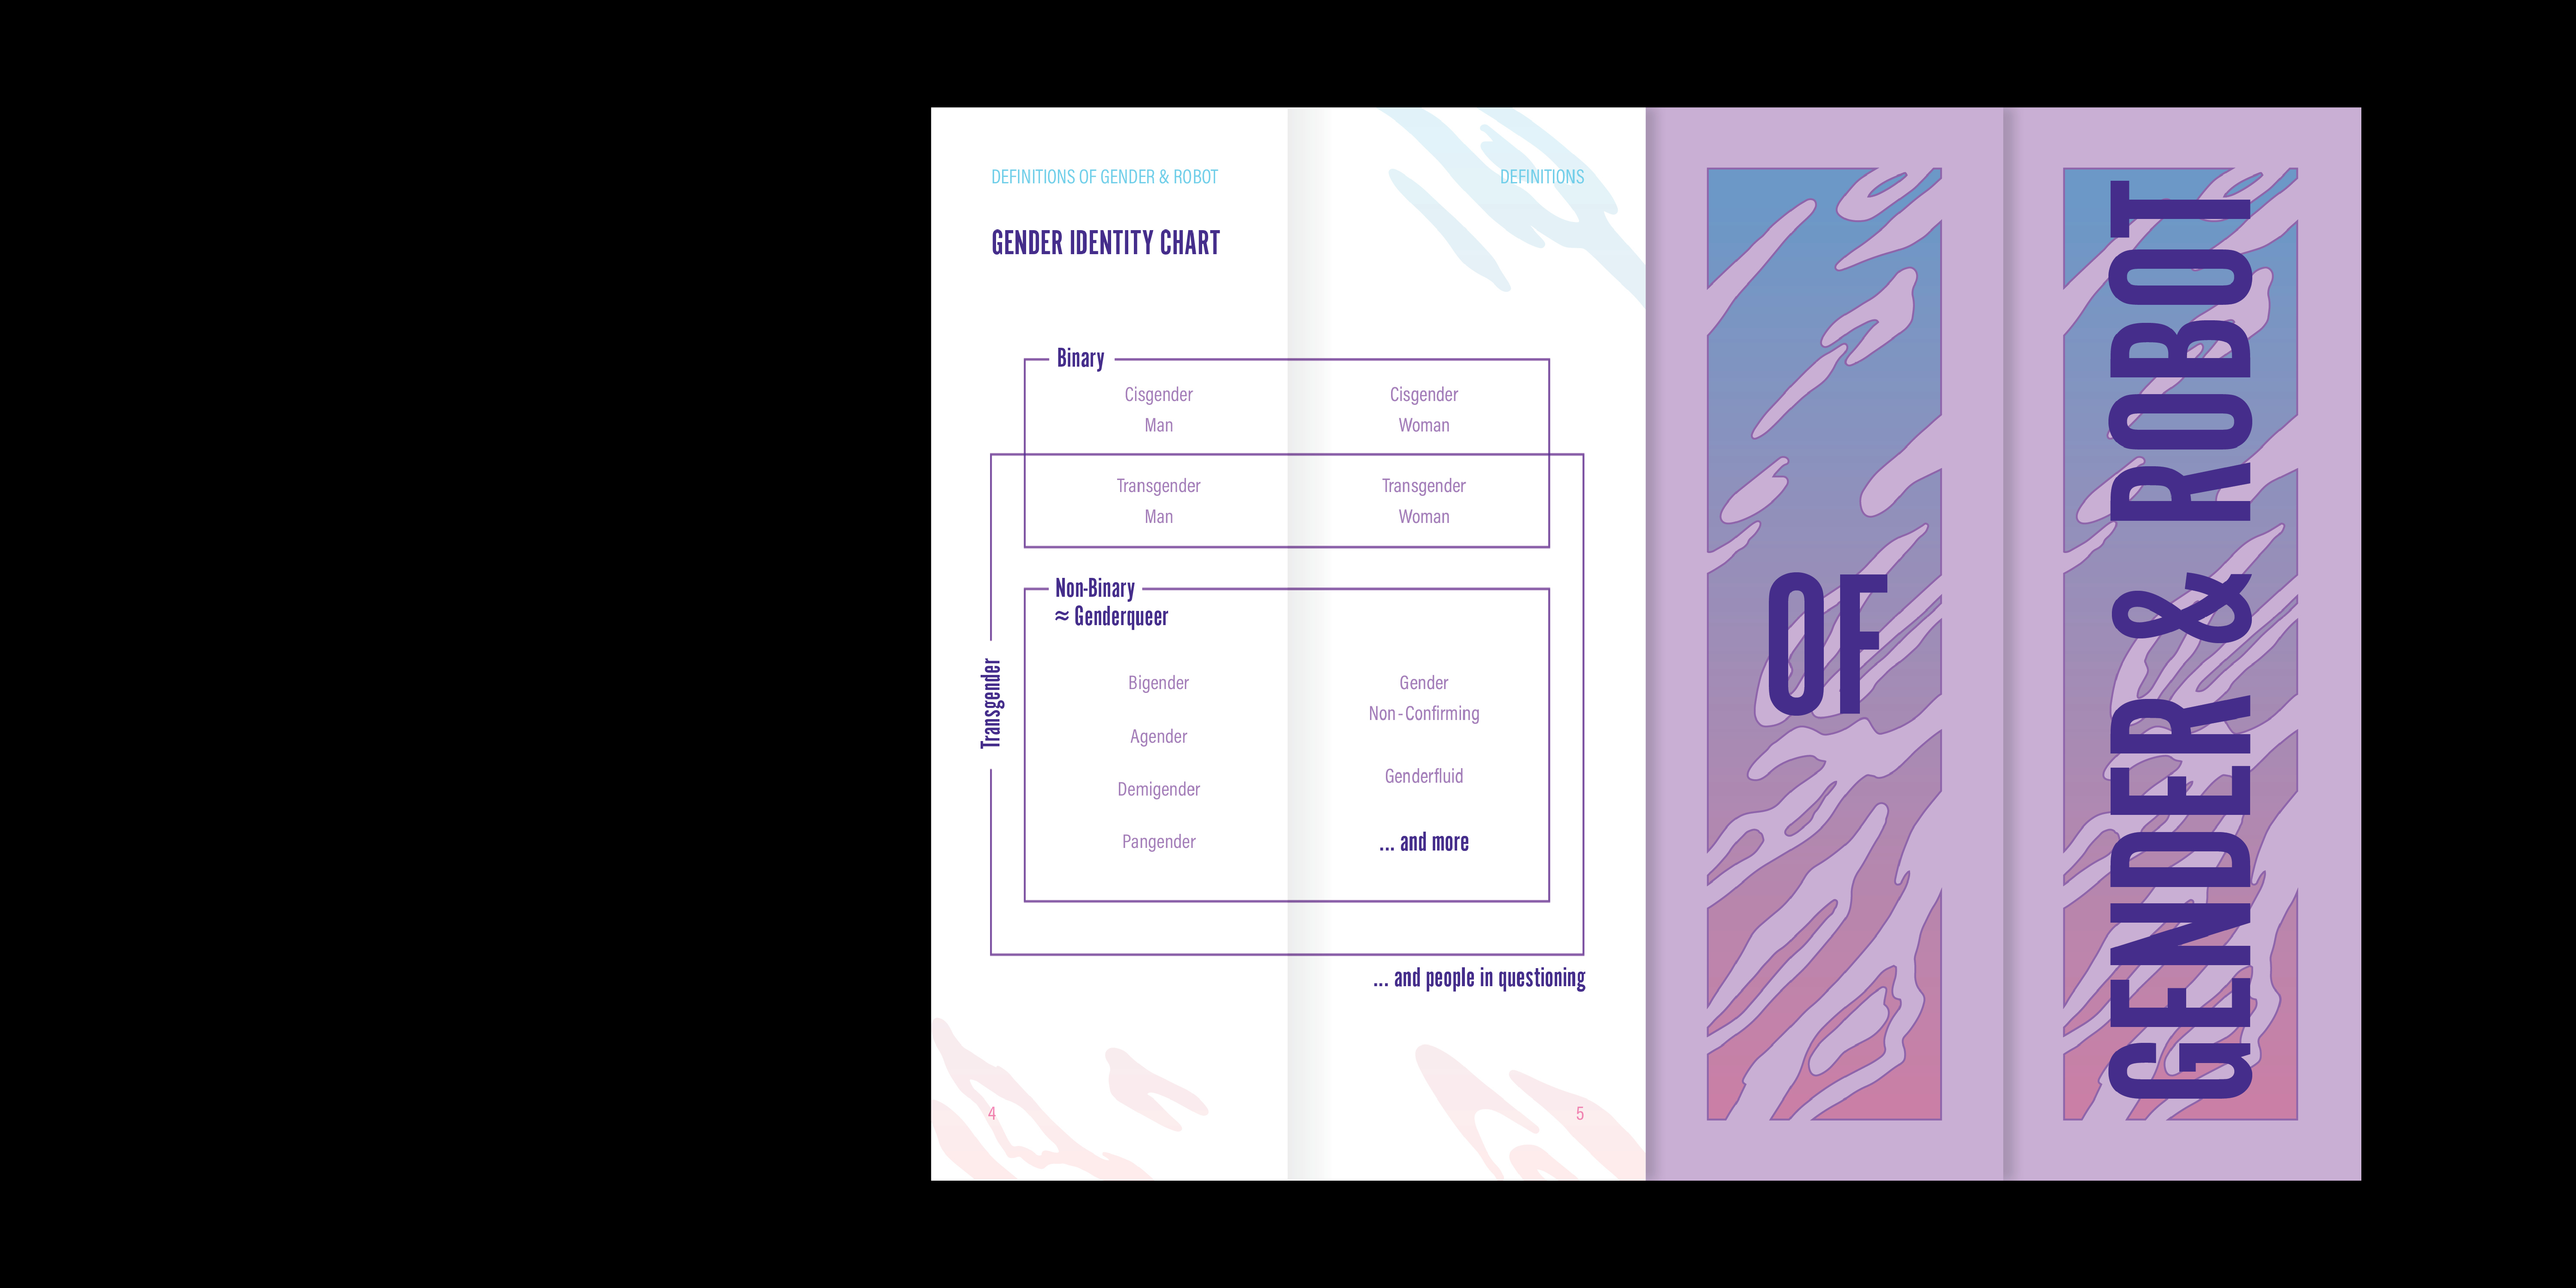 DEFINITIONS OF GENDER & ROBOT
DEFINITIONS
GENDER IDENTITY CHART
Binary
Cisgender
Man
Cisgender
Woman
Transgender
Man
Transgender
Woman
Non-Binary
≈ Genderqueer
Transgender
Bigender
Agender
Demigender
Pangender
Gender
Non-Confirming
Genderfluid
... and more
... and people in questioning
4
5
OF
GENDER & ROBOT